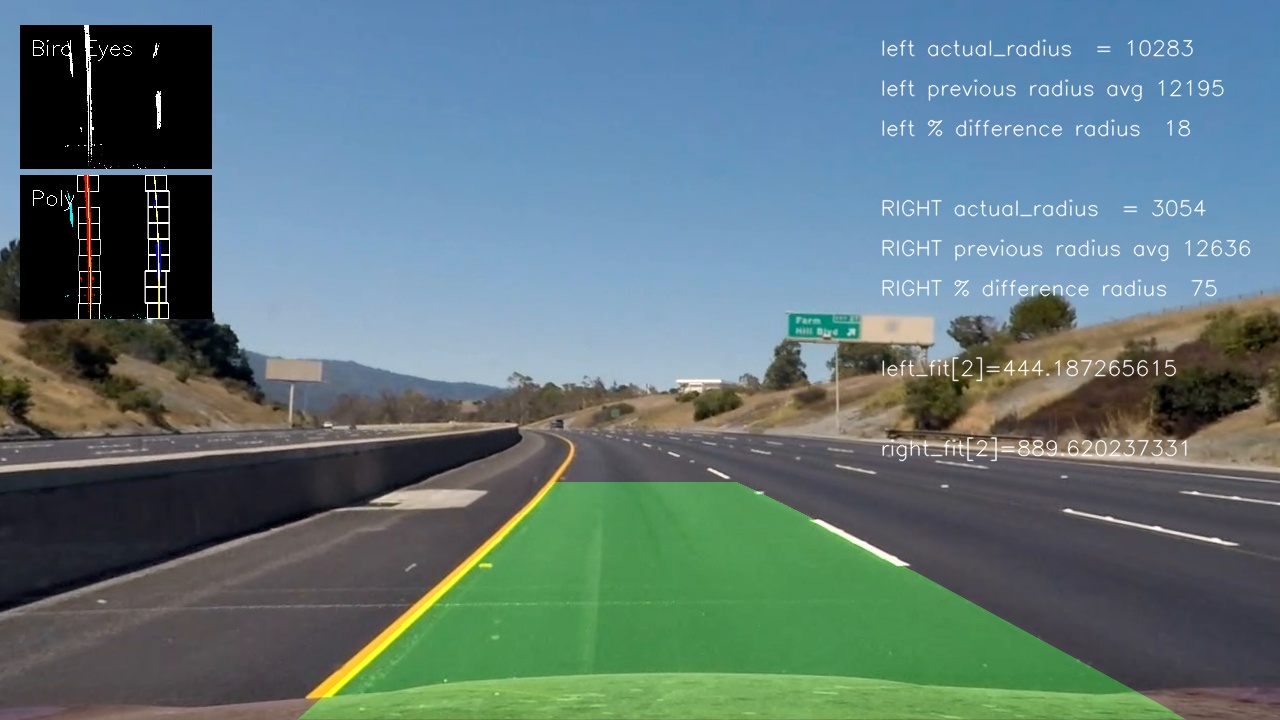 Bird Eyes
Poly
left actual_radius = 10283
left previous radius avg 12195
left % difference radius 18
RIGHT actual_radius = 3054
RIGHT previous radius avg 12636
RIGHT % difference radius 75
Farm
Hill Blvd
left_fit[2]=444.187265615
right_fit[2]=889.620237331